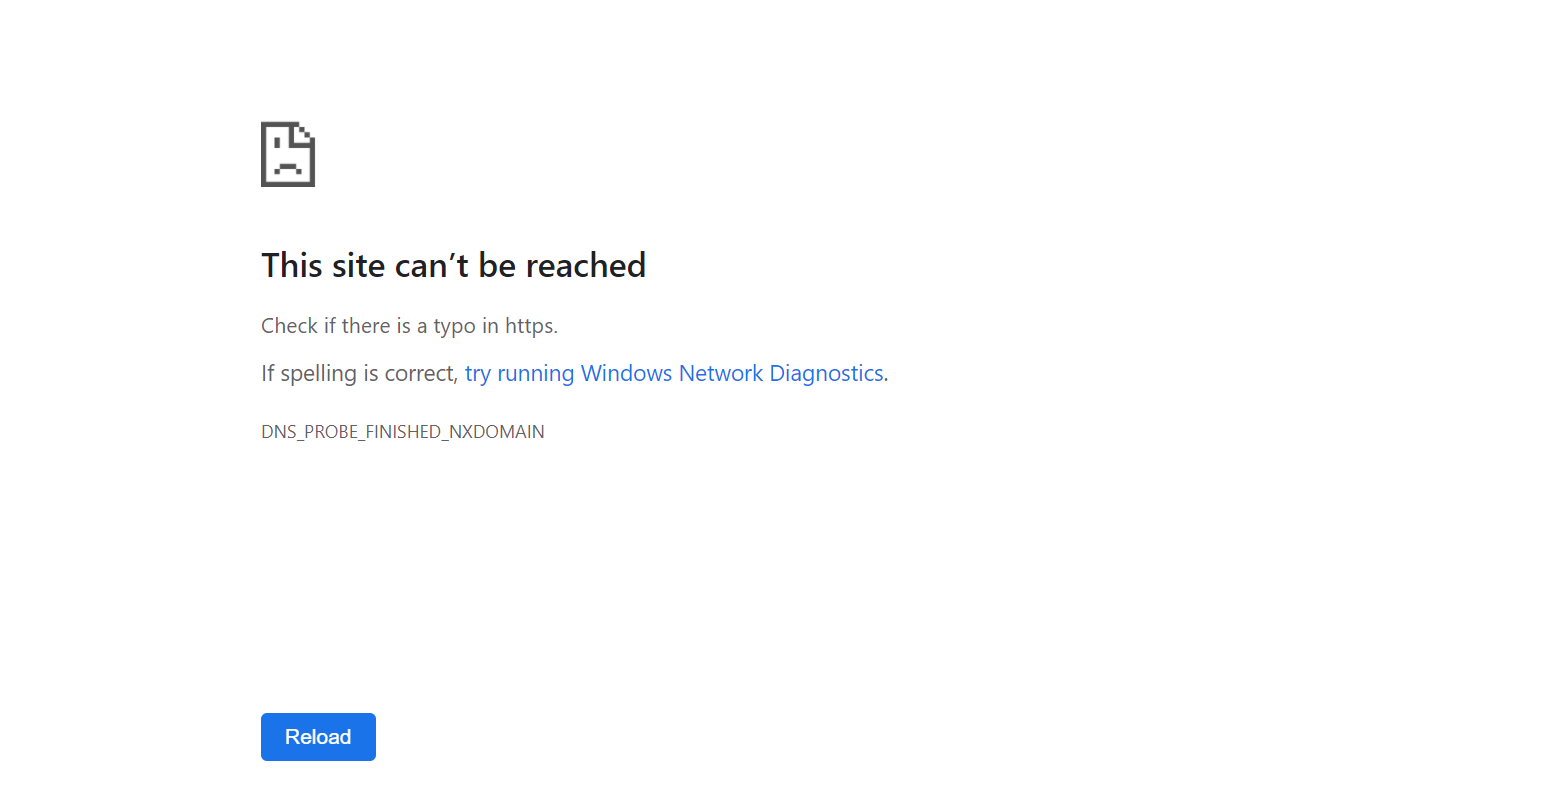 This site can’t be reached
Check if there is a typo in https.
If spelling is correct, try running Windows Network Diagnostics.
DNS_PROBE_FINISHED_NXDOMAIN
Reload